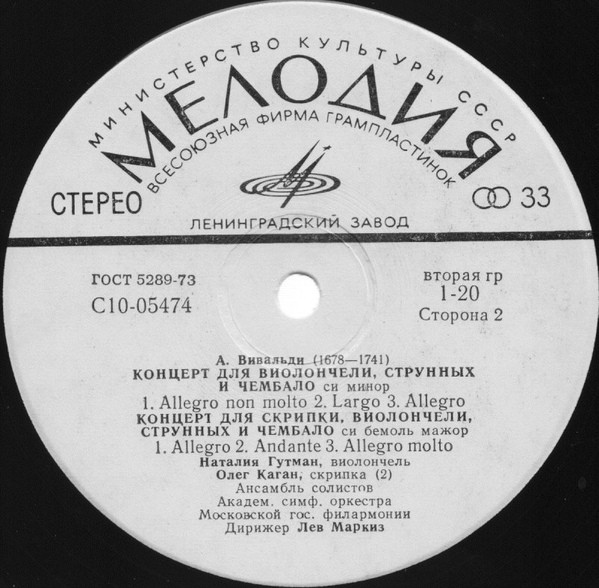 МИНИСТЕРСТВО КУЛЬТУРЫ СССР
МЕЛОДИЯ
ВСЕСОЮЗНАЯ ФИРМА ГРАМПЛАСТИНОК
СТЕРЕО
33
ЛЕНИНГРАДСКИЙ ЗАВОД
ГОСТ 5289-73
С10-05474
вторая гр
1-20
Сторона 2
А. Вивальди (1678—1741)
КОНЦЕРТ ДЛЯ ВИОЛОНЧЕЛИ, СТРУННЫХ
И ЧЕМБАЛО си минор
1. Allegro non molto 2. Largo 3. Allegro
КОНЦЕРТ ДЛЯ СКРИПКИ, ВИОЛОНЧЕЛИ,
СТРУННЫХ И ЧЕМБАЛО си бемоль мажор
1. Allegro 2. Andante 3. Allegro molto
Наталия Гутман, виолончель
Олег Каган, скрипка (2)
Ансамбль солистов
Академ. симф. оркестра
Московской гос. филармонии
Дирижер Лев Маркиз